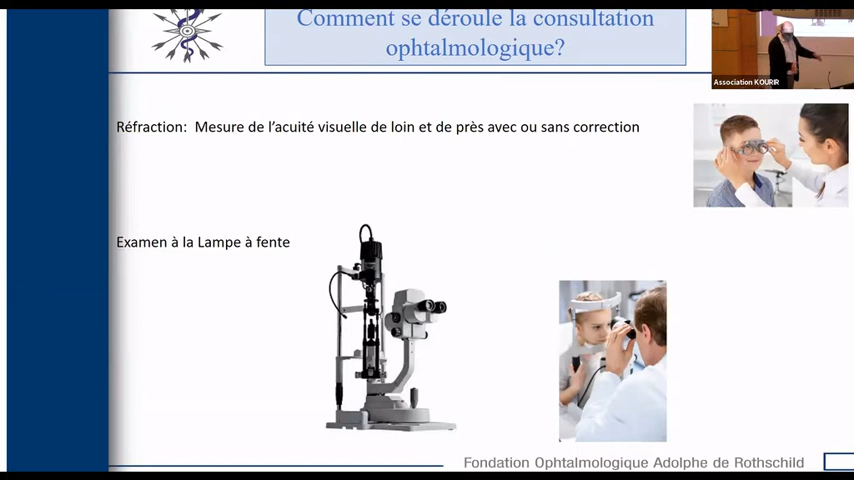 Comment se déroule la consultation
ophtalmologique?
Association KOURIR
Réfraction:  Mesure de l’acuité visuelle de loin et de près avec ou sans correction
Examen à la Lampe à fente
Fondation Ophtalmologique Adolphe de Rothschild